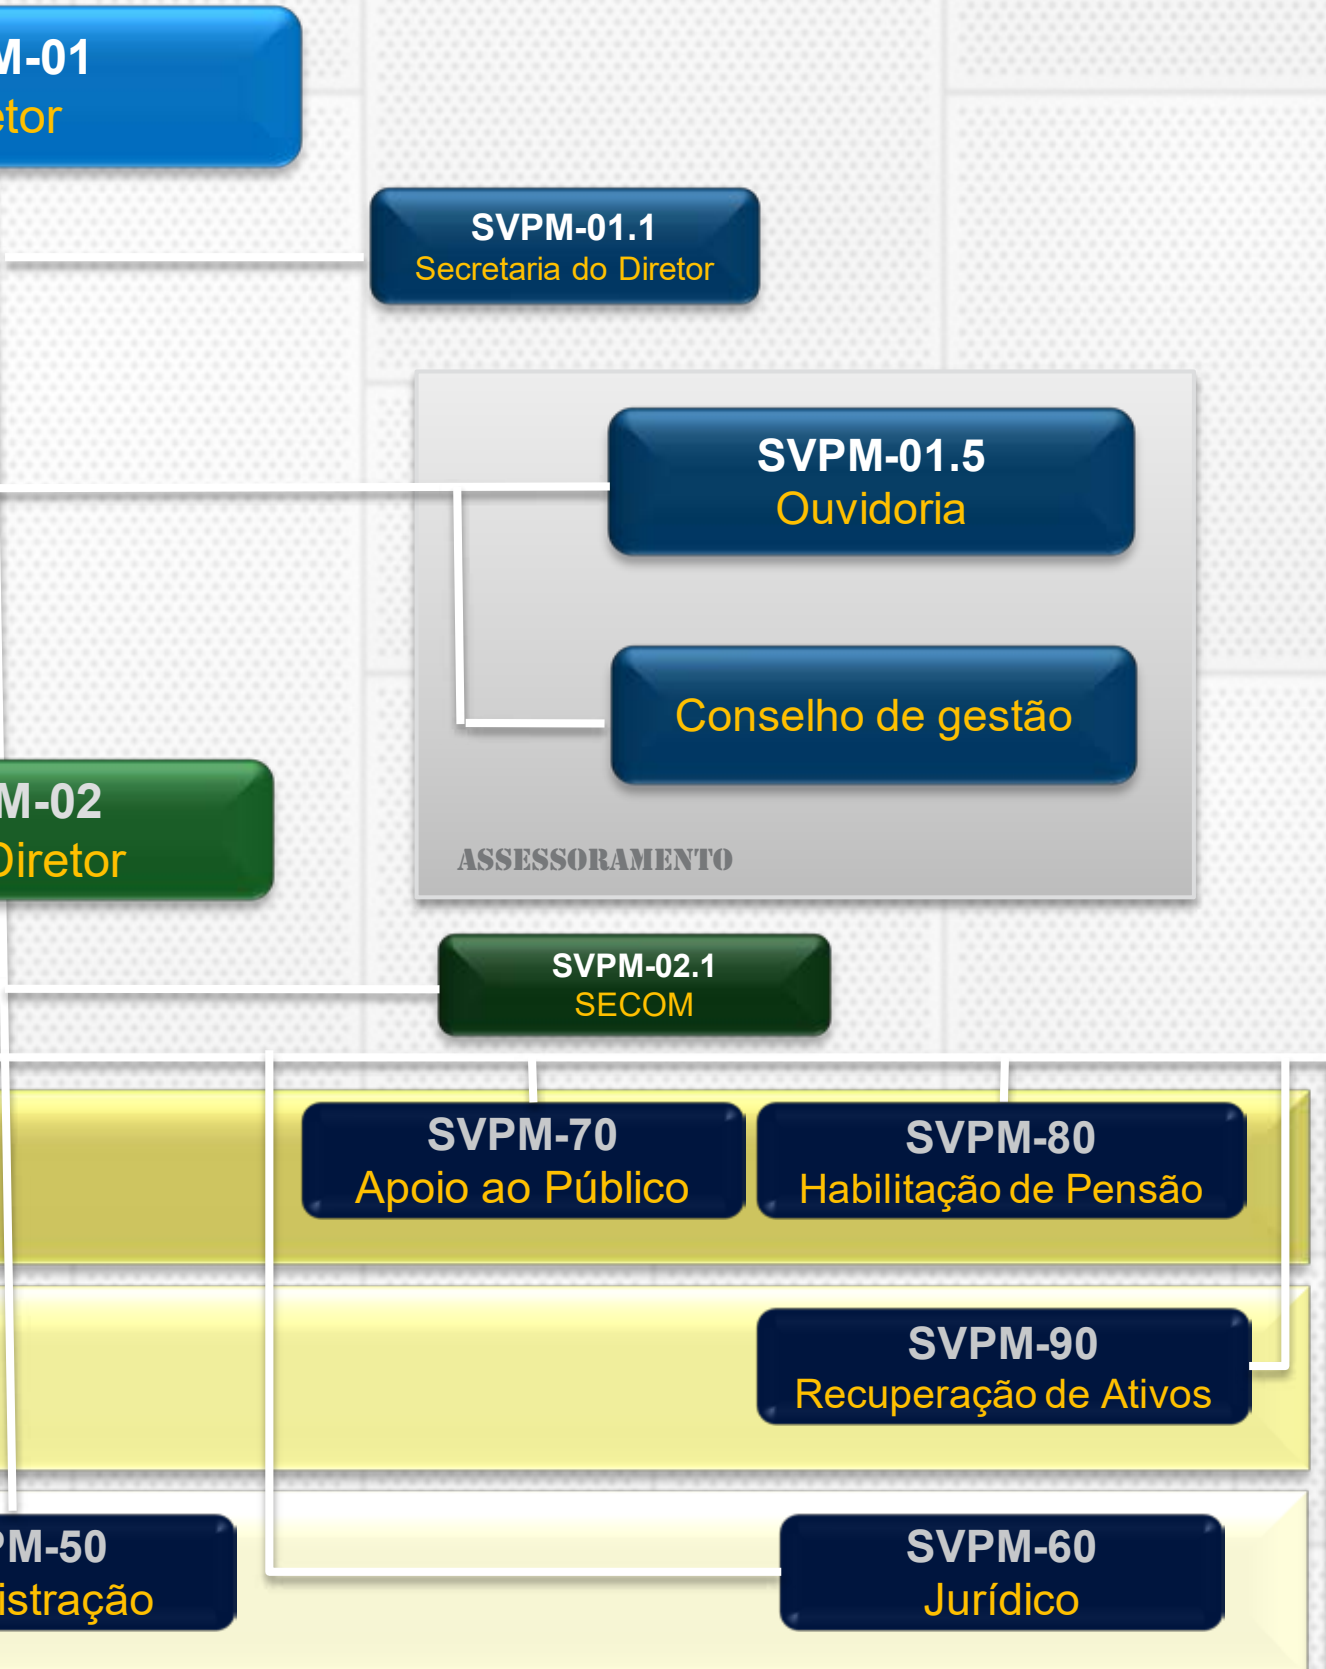 M-01
etor
SVPM-01.1
Secretaria do Diretor
SVPM-01.5
Ouvidoria
Conselho de gestão
M-02
Diretor
ASSESSORAMENTO
SVPM-02.1
SECOM
SVPM-70
Apoio ao Público
SVPM-80
Habilitação de Pensão
SVPM-90
Recuperação de Ativos
PM-50
istração
SVPM-60
Jurídico